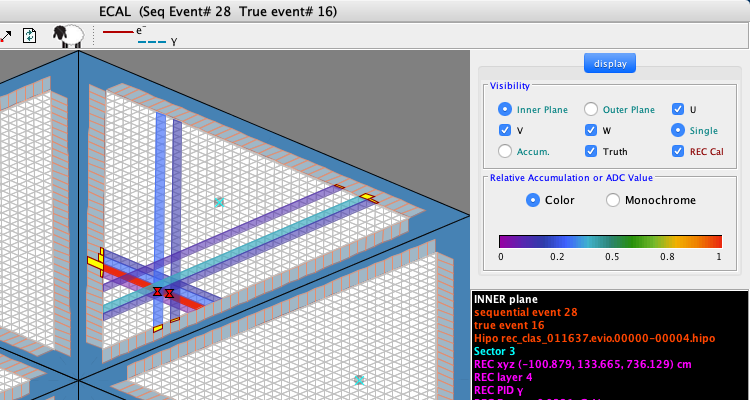 ECAL (Seq Event# 28 True event# 16)
e-
γ
display
Visibility
Inner Plane
Outer Plane
U
V
W
Single
Accum.
Truth
REC Cal
Relative Accumulation or ADC Value
Color
Monochrome
0 0.2 0.5 0.8 1
INNER plane
sequential event 28
true event 16
Hipo rec_clas_011637.evio.00000-00004.hipo
Sector 3
REC xyz (-100.879, 133.665, 736.129) cm
REC layer 4
REC PID γ